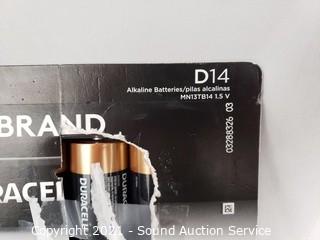 D14
Alkaline Batteries/pilas alcalinas
MN13TB14 1.5 V
03288326 03
BRAND
RACEL
DURACELL
DURACELL
Copyright 2021 - Sound Auction Service